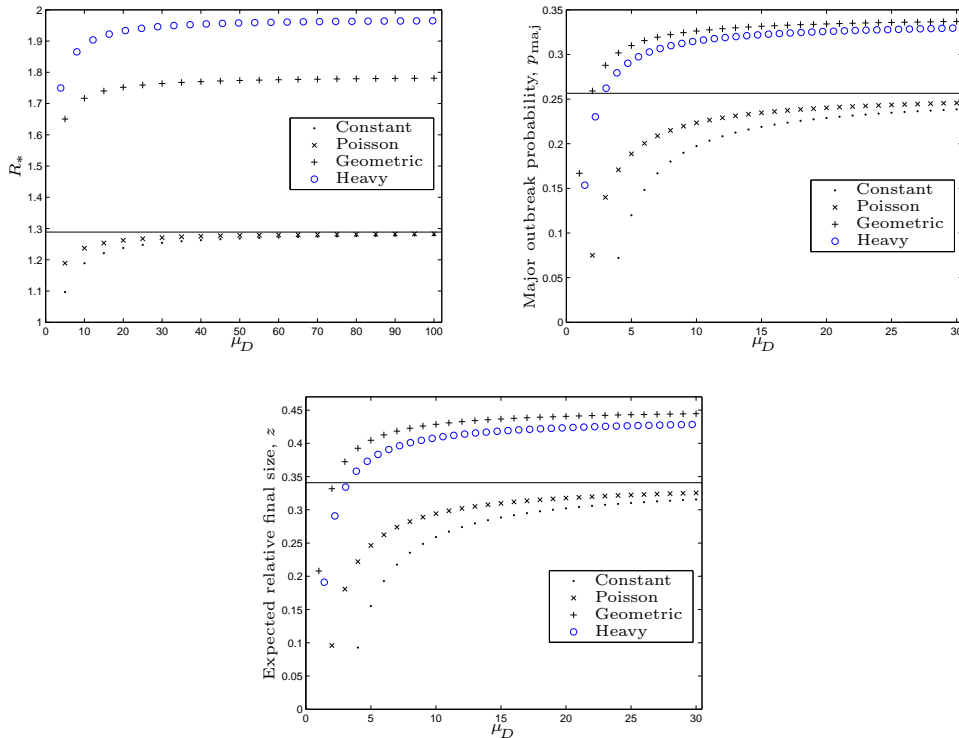 2
1.9
1.8
1.7
1.6
1.5
1.4
1.3
1.2
1.1
1
0 10 20 30 40 50 60 70 80 90 100
R*
μD
Constant
Poisson
Geometric
Heavy
0.35
0.3
0.25
0.2
0.15
0.1
0.05
0
0 5 10 15 20 25 30
Major outbreak probability, pmaj
μD
Constant
Poisson
Geometric
Heavy
0.45
0.4
0.35
0.3
0.25
0.2
0.15
0.1
0.05
0
0 5 10 15 20 25 30
Expected relative final size, z
μD
Constant
Poisson
Geometric
Heavy